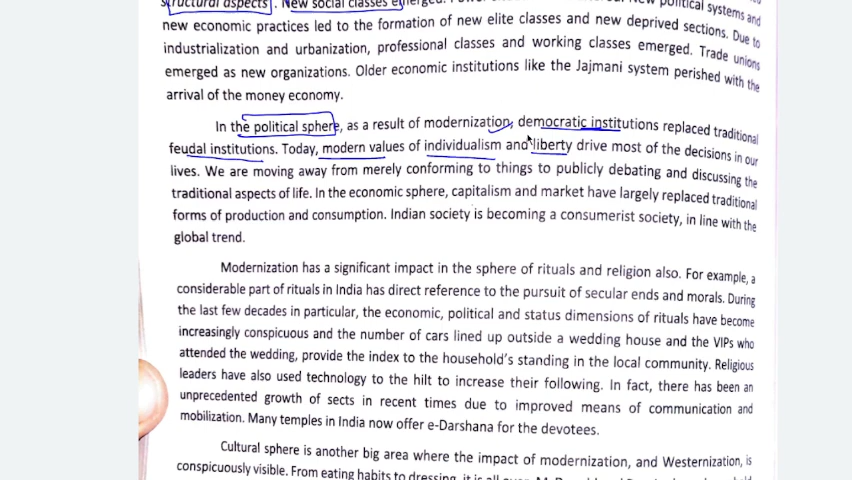 structural aspects. New social classes emerged. New political systems and
new economic practices led to the formation of new elite classes and new deprived sections. Due to
industrialization and urbanization, professional classes and working classes emerged. Trade unions
emerged as new organizations. Older economic institutions like the Jajmani system perished with the
arrival of the money economy.
In the political sphere, as a result of modernization, democratic institutions replaced traditional
feudal institutions. Today, modern values of individualism and liberty drive most of the decisions in our
lives. We are moving away from merely conforming to things to publicly debating and discussing the
traditional aspects of life. In the economic sphere, capitalism and market have largely replaced traditional
forms of production and consumption. Indian society is becoming a consumerist society, in line with the
global trend.
Modernization has a significant impact in the sphere of rituals and religion also. For example, a
considerable part of rituals in India has direct reference to the pursuit of secular ends and morals. During
the last few decades in particular, the economic, political and status dimensions of rituals have become
increasingly conspicuous and the number of cars lined up outside a wedding house and the VIPs who
attended the wedding, provide the index to the household's standing in the local community. Religious
leaders have also used technology to the hilt to increase their following. In fact, there has been an
unprecedented growth of sects in recent times due to improved means of communication and
mobilization. Many temples in India now offer e-Darshana for the devotees.
Cultural sphere is another big area where the impact of modernization, and Westernization, is
conspicuously visible. From eating habits to dressing, it is all